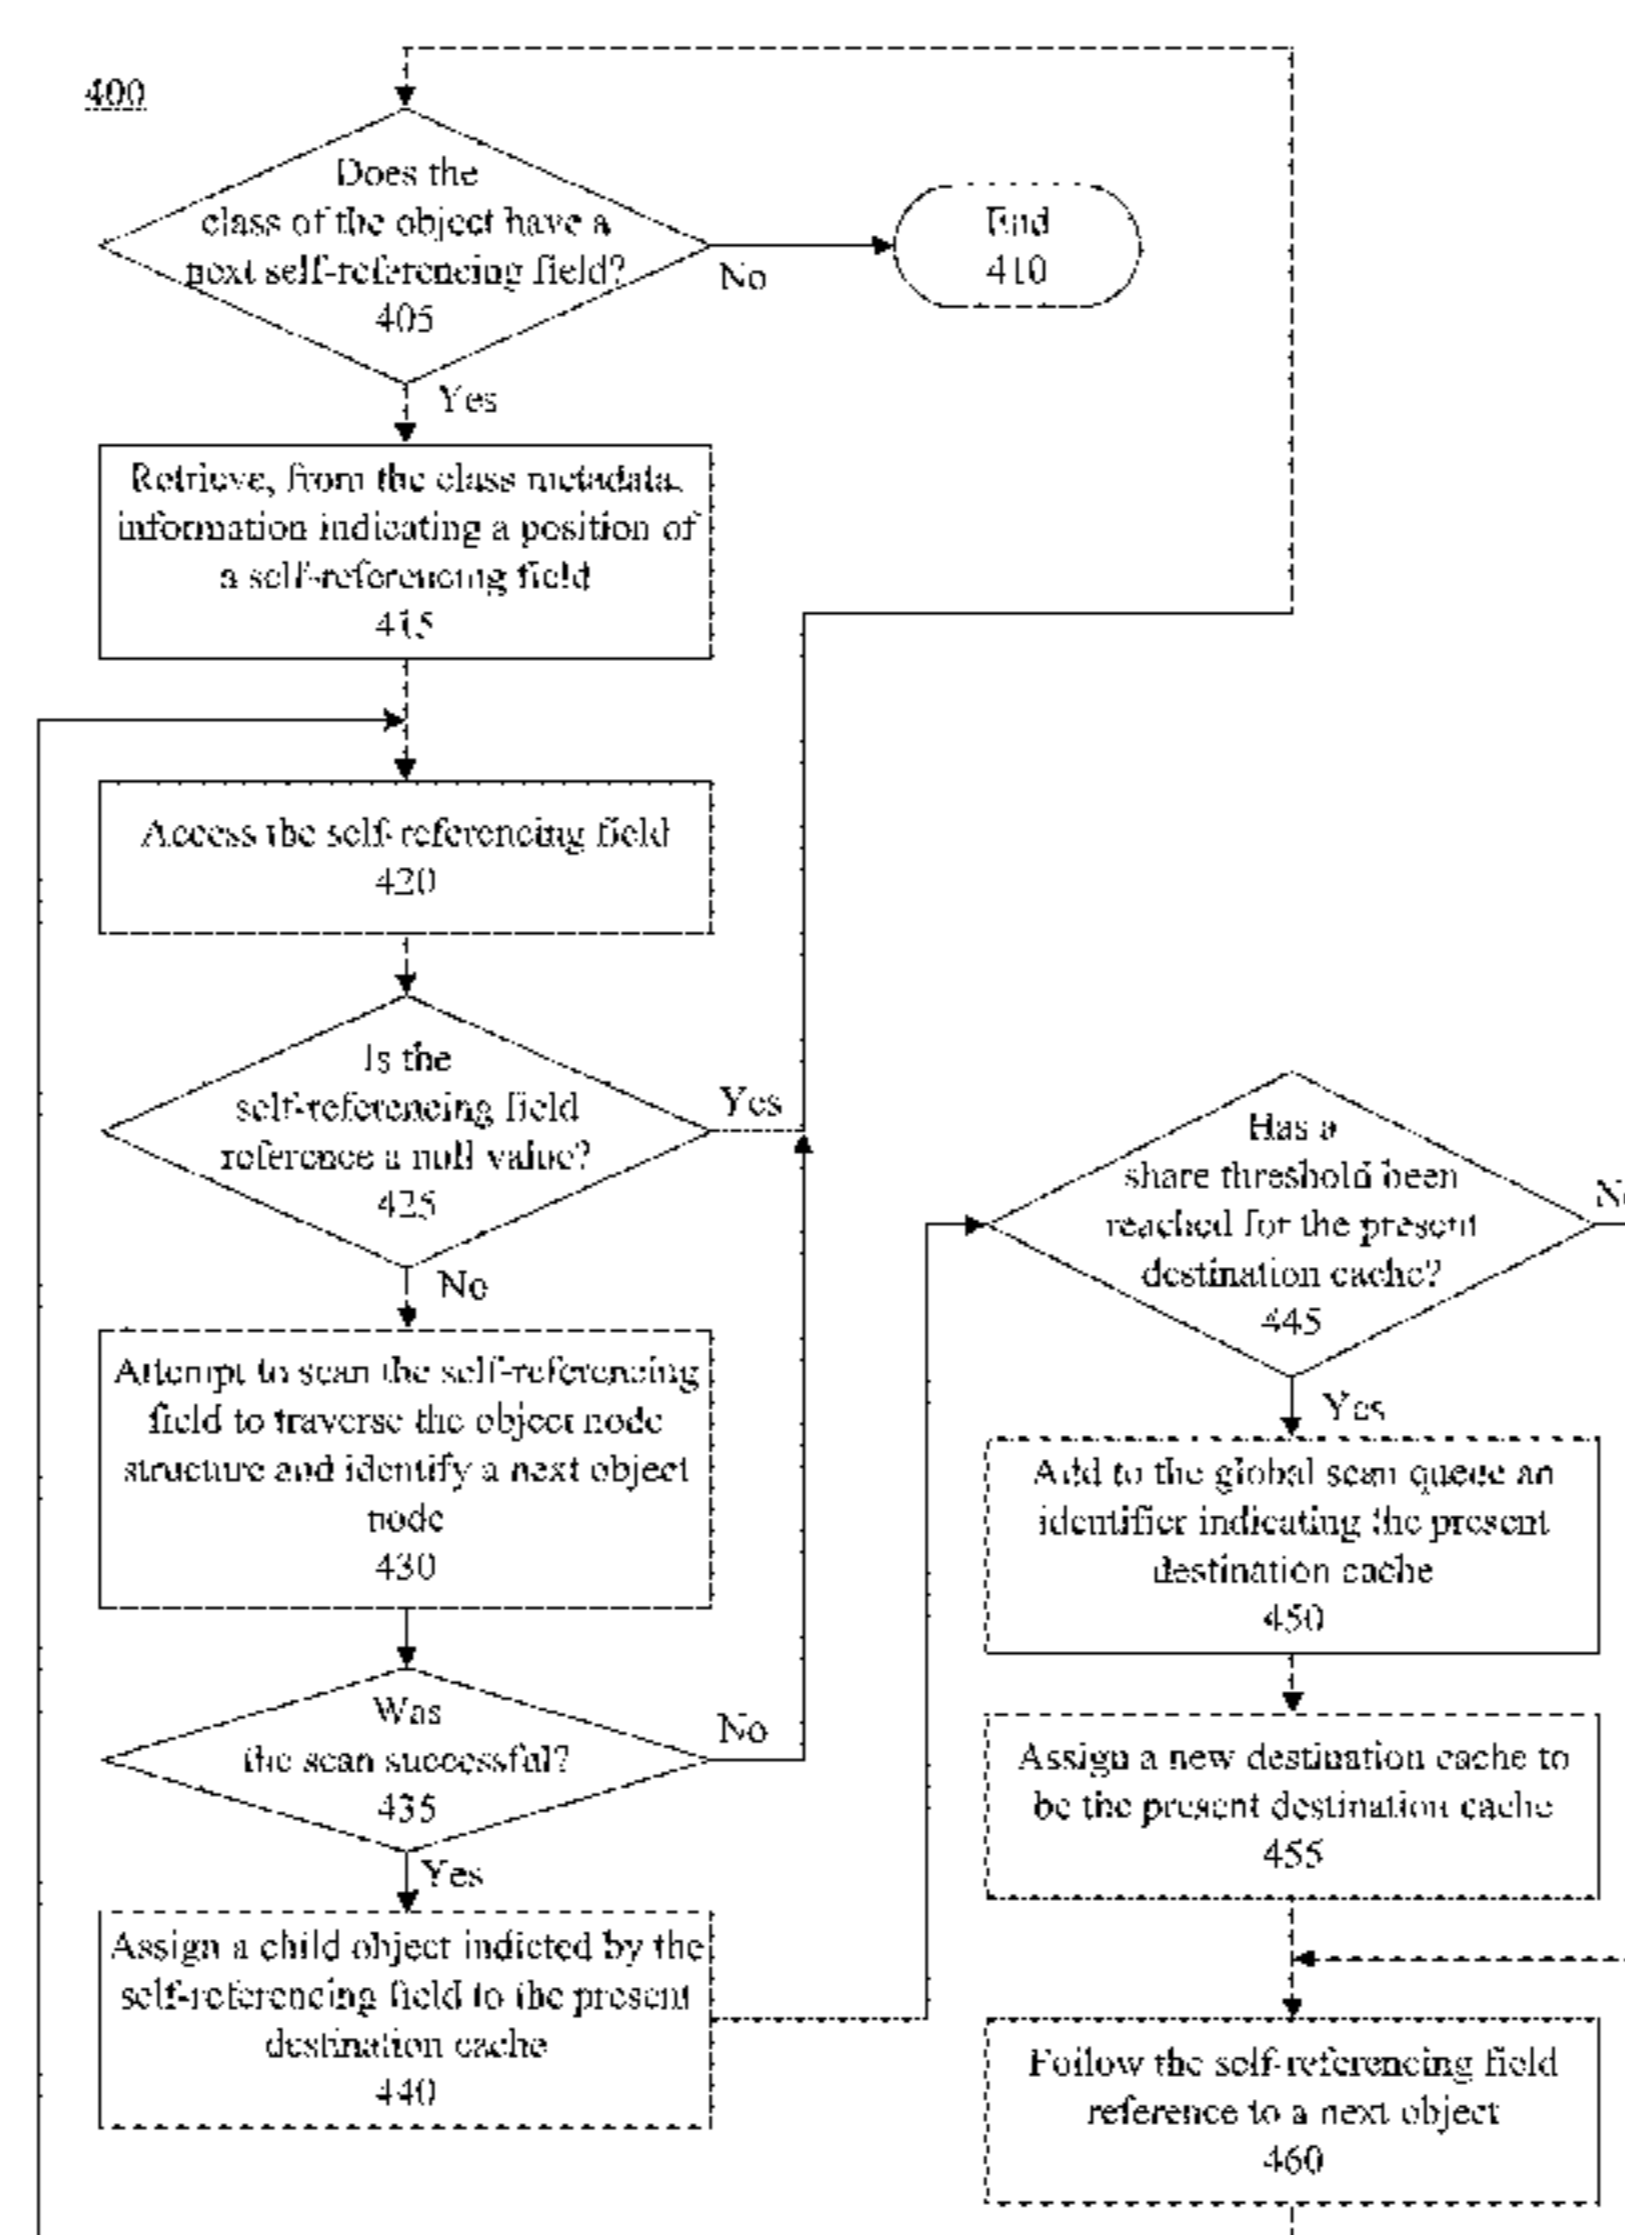 400
Does the
class of the object have a
next self-referencing field?
405
No
End
410
Yes
Retrieve, from the class metadata,
information indicating a position of
a self-referencing field
415
Access the self-referencing field
420
Is the
self-referencing field
reference a null value?
425
Yes
No
Attempt to scan the self-referencing
field to traverse the object node
structure and identify a next object
node
430
Was
the scan successful?
435
No
Yes
Assign a child object indicted by the
self-referencing field to the present
destination cache
440
Has a
share threshold been
reached for the present
destination cache?
445
Yes
Add to the global scan queue an
identifier indicating the present
destination cache
450
Assign a new destination cache to
be the present destination cache
455
Follow the self-referencing field
reference to a next object
460